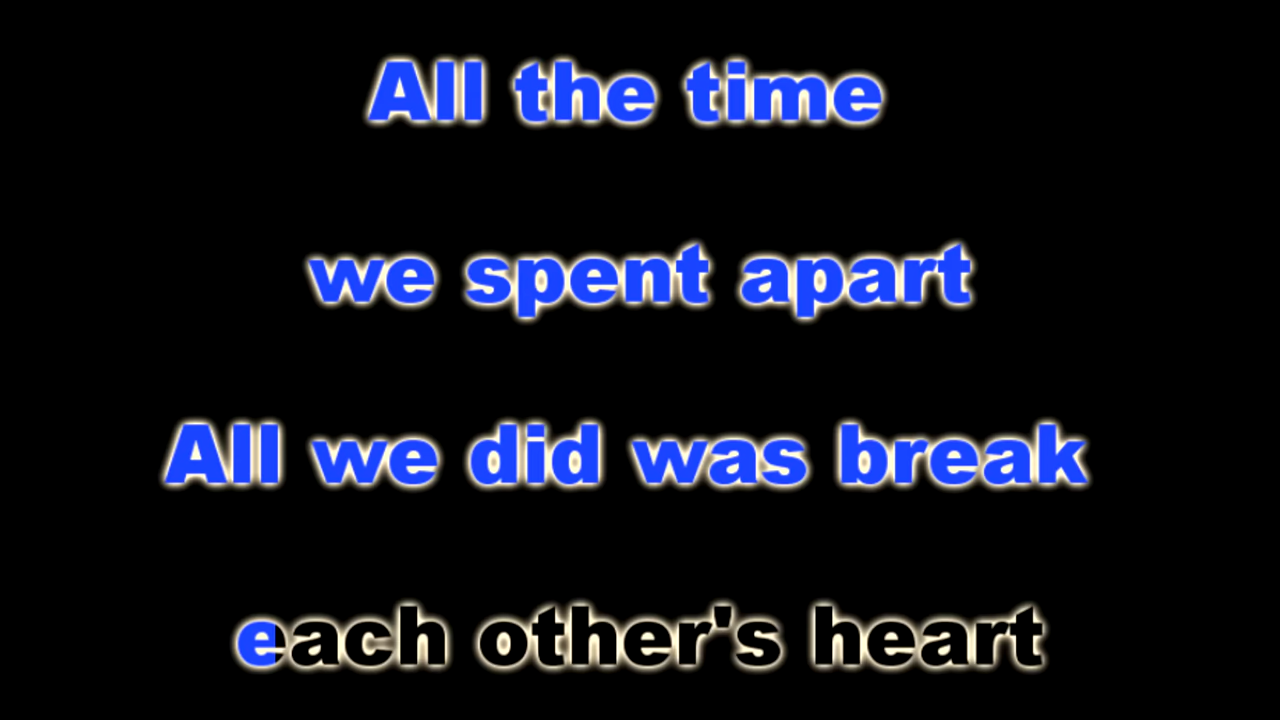 All the time
we spent apart
All we did was break
each other's heart